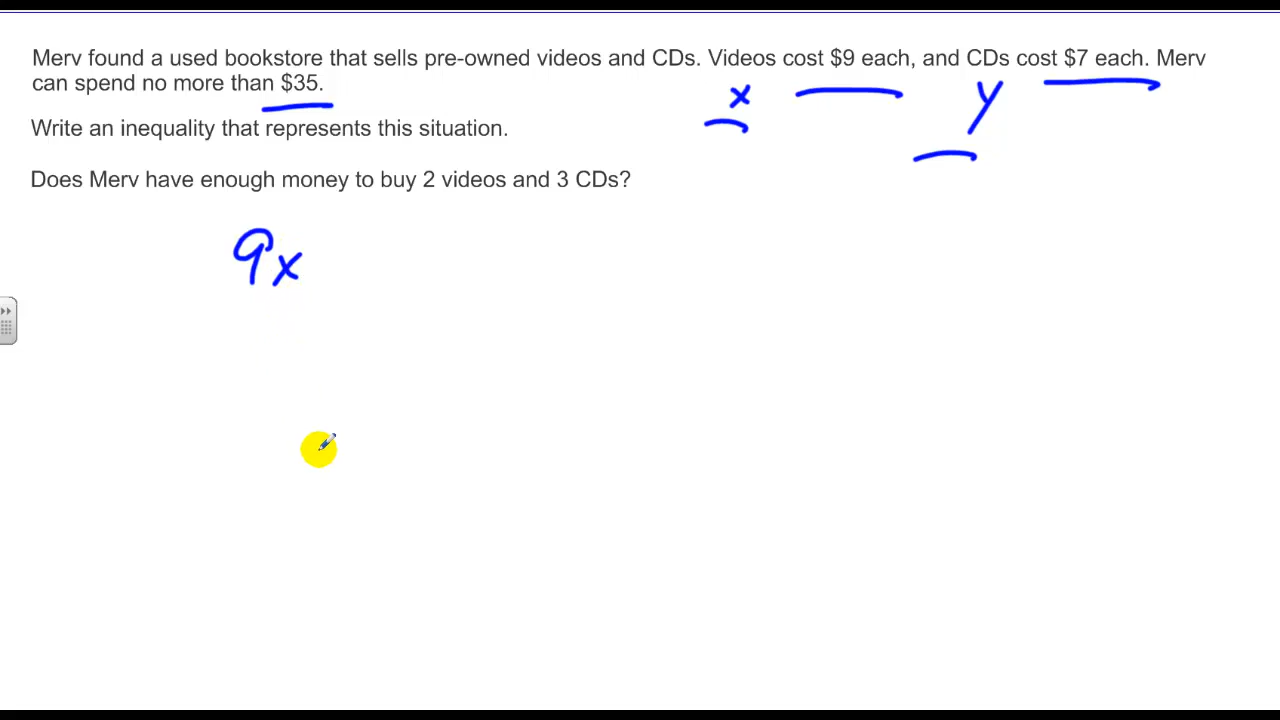 Merv found a used bookstore that sells pre-owned videos and CDs. Videos cost $9 each, and CDs cost $7 each. Merv
can spend no more than $35.
x y
Write an inequality that represents this situation.
Does Merv have enough money to buy 2 videos and 3 CDs?
9x